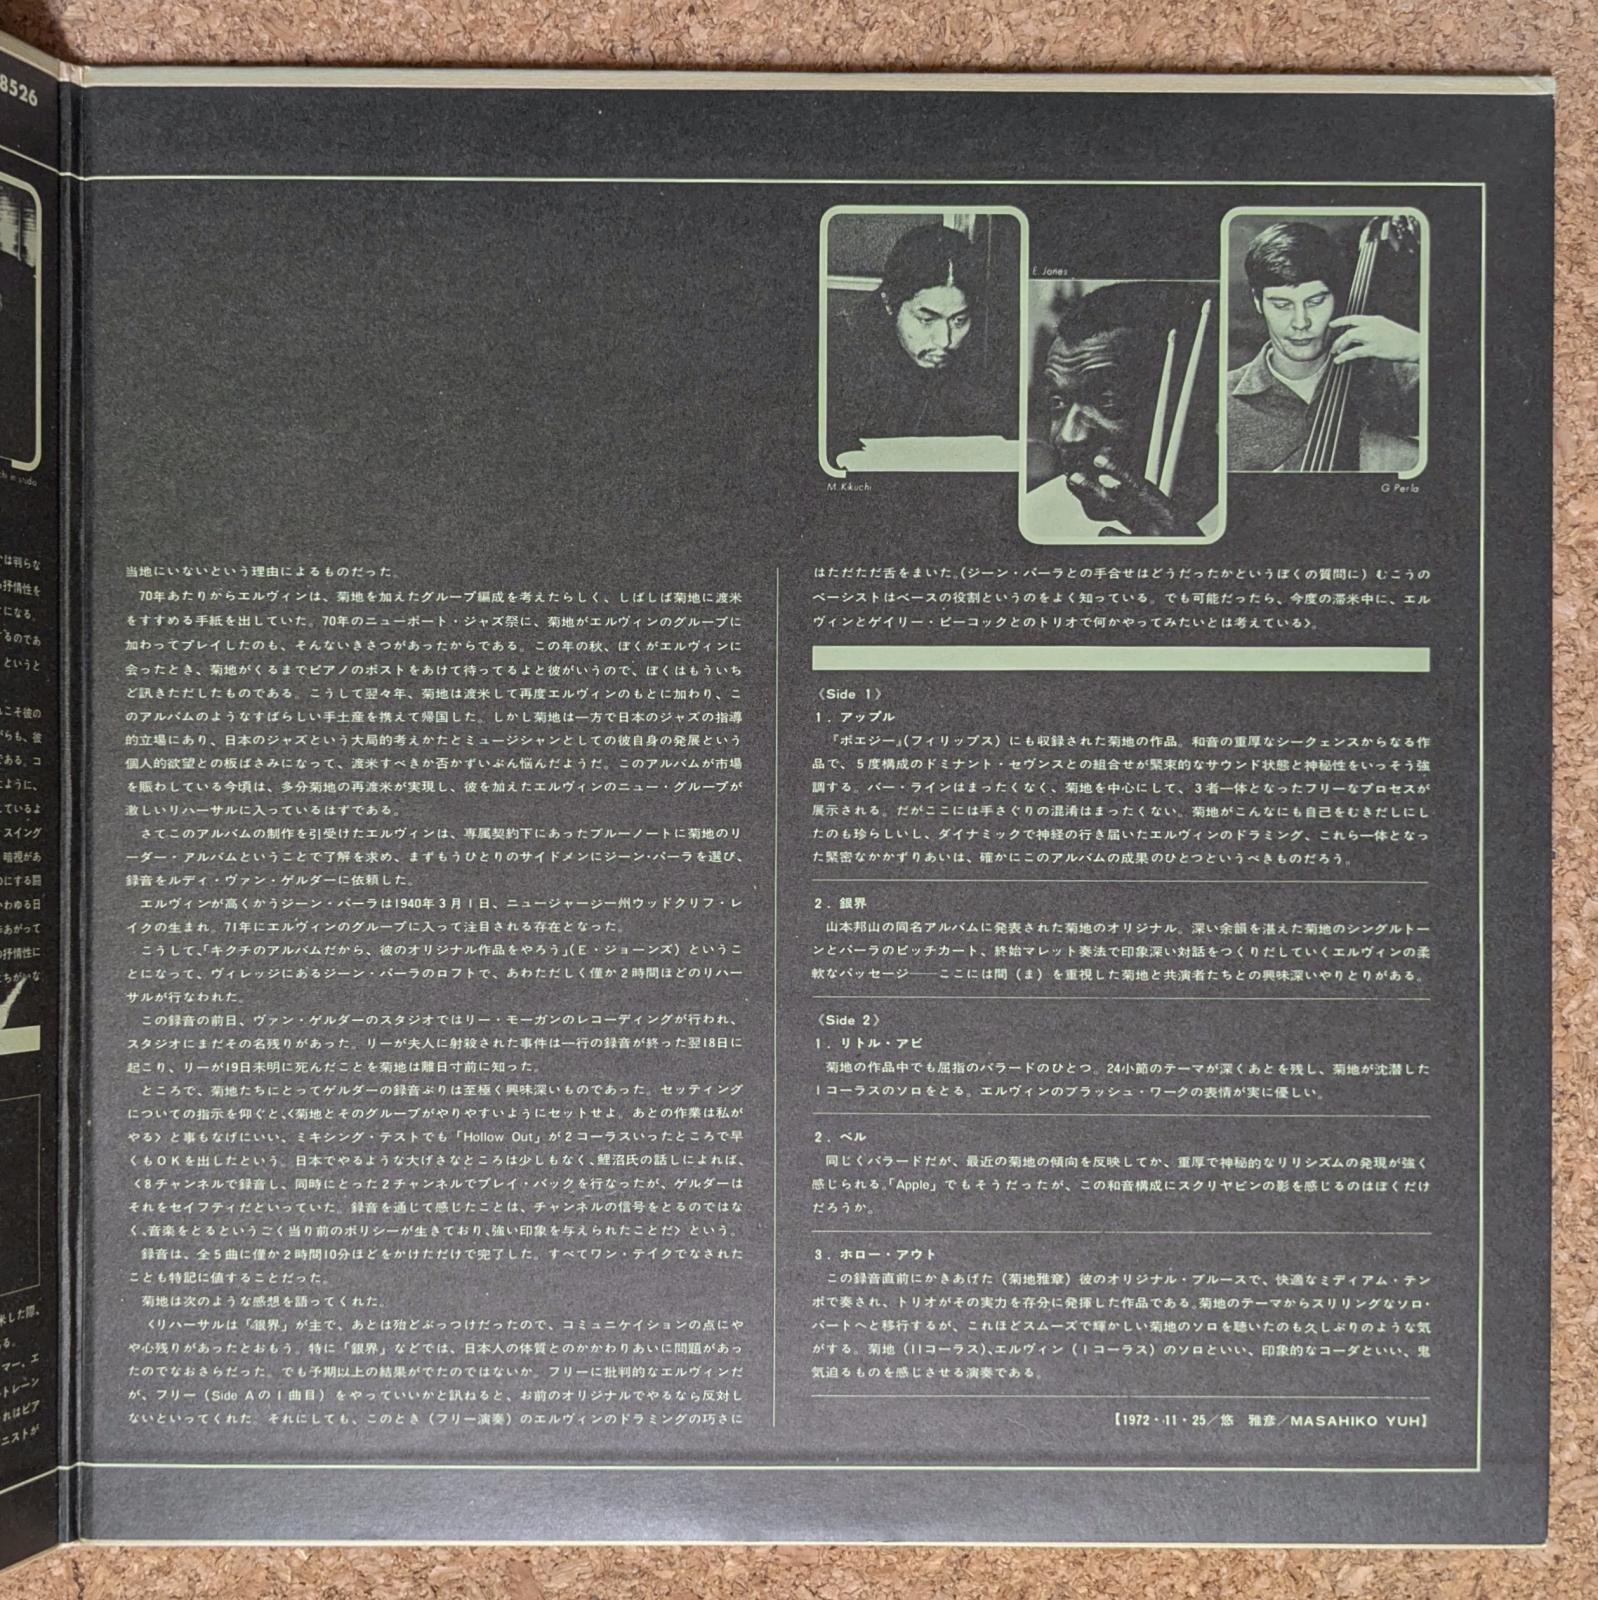 8526
E. Jones
M. Kikuchi
G. Perla
当地にいないという理由によるものだった。
70年あたりからエルヴィンは、菊地を加えたグループ編成を考えたらしく、しばしば菊地に渡米
をすすめる手紙を出していた。70年のニューポート・ジャズ祭に、菊地がエルヴィンのグループに
加わってプレイしたのも、そんないきさつがあったからである。この年の秋、ぼくがエルヴィンに
会ったとき、菊地がくるまでピアノのポストをあけて待ってるよと彼がいうので、ぼくはもういち
ど訊きただしたものである。こうして翌々年、菊地は渡米して再度エルヴィンのもとに加わり、こ
のアルバムのようなすばらしい手土産を携えて帰国した。しかし菊地は一方で日本のジャズの指導
的立場にあり、日本のジャズという大局的考えかたとミュージシャンとしての彼自身の発展という
個人的欲望との板ばさみになって、渡米すべきか否かずいぶん悩んだようだ。このアルバムが市場
を賑わしている今頃は、多分菊地の再渡米が実現し、彼を加えたエルヴィンのニュー・グループが
激しいリハーサルに入っているはずである。
さてこのアルバムの制作を引受けたエルヴィンは、専属契約下にあったブルーノートに菊地のリ
ーダー・アルバムということで了解を求め、まずもうひとりのサイドメンにジーン・パーラを選び、
録音をルディ・ヴァン・ゲルダーに依頼した。
エルヴィンが高くかうジーン・パーラは1940年3月1日、ニュージャージー州ウッドクリフ・レ
イクの生まれ。71年にエルヴィンのグループに入って注目される存在となった。
こうして、「キクチのアルバムだから、彼のオリジナル作品をやろう」(E・ジョーンズ)というこ
とになって、ヴィレッジにあるジーン・パーラのロフトで、あわただしく僅か2時間ほどのリハー
サルが行なわれた。
この録音の前日、ヴァン・ゲルダーのスタジオではリー・モーガンのレコーディングが行われ、
スタジオにまだその名残りがあった。リーが夫人に射殺された事件は一行の録音が終った翌18日に
起こり、リーが19日未明に死んだことを菊地は離日寸前に知った。
ところで、菊地たちにとってゲルダーの録音ぶりは至極く興味深いものであった。セッティング
についての指示を仰ぐと、〈菊地とそのグループがやりやすいようにセットせよ。あとの作業は私が
やる〉と事もなげにいい、ミキシング・テストでも「Hollow Out」が2コーラスいったところで早
くもOKを出したという。日本でやるような大げさなところは少しもなく、鯉沼氏の話しによれば、
〈8チャンネルで録音し、同時にとった2チャンネルでプレイ・バックを行なったが、ゲルダーは
それをセイフティだといっていた。録音を通じて感じたことは、チャンネルの信号をとるのではな
く、音楽をとるというごく当り前のポリシーが生きており、強い印象を与えられたことだ〉という。
録音は、全5曲に僅か2時間10分ほどをかけただけで完了した。すべてワン・テイクでなされた
ことも特記に値することだった。
菊地は次のような感想を語ってくれた。
〈リハーサルは「銀界」が主で、あとは殆どぶっつけだったので、コミュニケイションの点にや
や心残りがあったとおもう。特に「銀界」などでは、日本人の体質とのかかわりあいに問題があっ
たのでなおさらだった。でも予期以上の結果がでたのではないか。フリーに批判的なエルヴィンだ
が、フリー(Side Aの1曲目)をやっていいかと訊ねると、お前のオリジナルでやるなら反対し
ないといってくれた。それにしても、このとき(フリー演奏)のエルヴィンのドラミングの巧さに
はただただ舌をまいた。(ジーン・パーラとの手合せはどうだったかというぼくの質問に)むこうの
ベーシストはベースの役割というのをよく知っている。でも可能だったら、今度の滞米中に、エル
ヴィンとゲイリー・ピーコックとのトリオで何かやってみたいとは考えている〉。
《Side 1》
1. アップル
『ポエジー』(フィリップス)にも収録された菊地の作品。和音の重厚なシークェンスからなる作
品で、5度構成のドミナント・セヴンスとの組合せが緊束的なサウンド状態と神秘性をいっそう強
調する。バー・ラインはまったくなく、菊地を中心にして、3者一体となったフリーなプロセスが
展示される。だがここには手さぐりの混淆はまったくない。菊地がこんなにも自己をむきだしにし
たのも珍らしいし、ダイナミックで神経の行き届いたエルヴィンのドラミング、これら一体となっ
た緊密なかかずりあいは、確かにこのアルバムの成果のひとつというべきものだろう。
2. 銀界
山本邦山の同名アルバムに発表された菊地のオリジナル。深い余韻を湛えた菊地のシングルトー
ンとパーラのピッチカート、終始マレット奏法で印象深い対話をつくりだしていくエルヴィンの柔
軟なパッセージ――ここには間(ま)を重視した菊地と共演者たちとの興味深いやりとりがある。
《Side 2》
1. リトル・アビ
菊地の作品中でも屈指のバラードのひとつ。24小節のテーマが深くあとを残し、菊地が沈潜した
1コーラスのソロをとる。エルヴィンのブラッシュ・ワークの表情が実に優しい。
2. ベル
同じくバラードだが、最近の菊地の傾向を反映してか、重厚で神秘的なリリシズムの発現が強く
感じられる。「Apple」でもそうだったが、この和音構成にスクリャビンの影を感じるのはぼくだけ
だろうか。
3. ホロー・アウト
この録音直前にかきあげた(菊地雅章)彼のオリジナル・ブルースで、快適なミディアム・テン
ポで奏され、トリオがその実力を存分に発揮した作品である。菊地のテーマからスリリングなソロ・
パートへと移行するが、これほどスムーズで輝かしい菊地のソロを聴いたのも久しぶりのような気
がする。菊地(11コーラス)、エルヴィン(1コーラス)のソロといい、印象的なコーダといい、鬼
気迫るものを感じさせる演奏である。
【1972・11・25/悠 雅彦/MASAHIKO YUH】